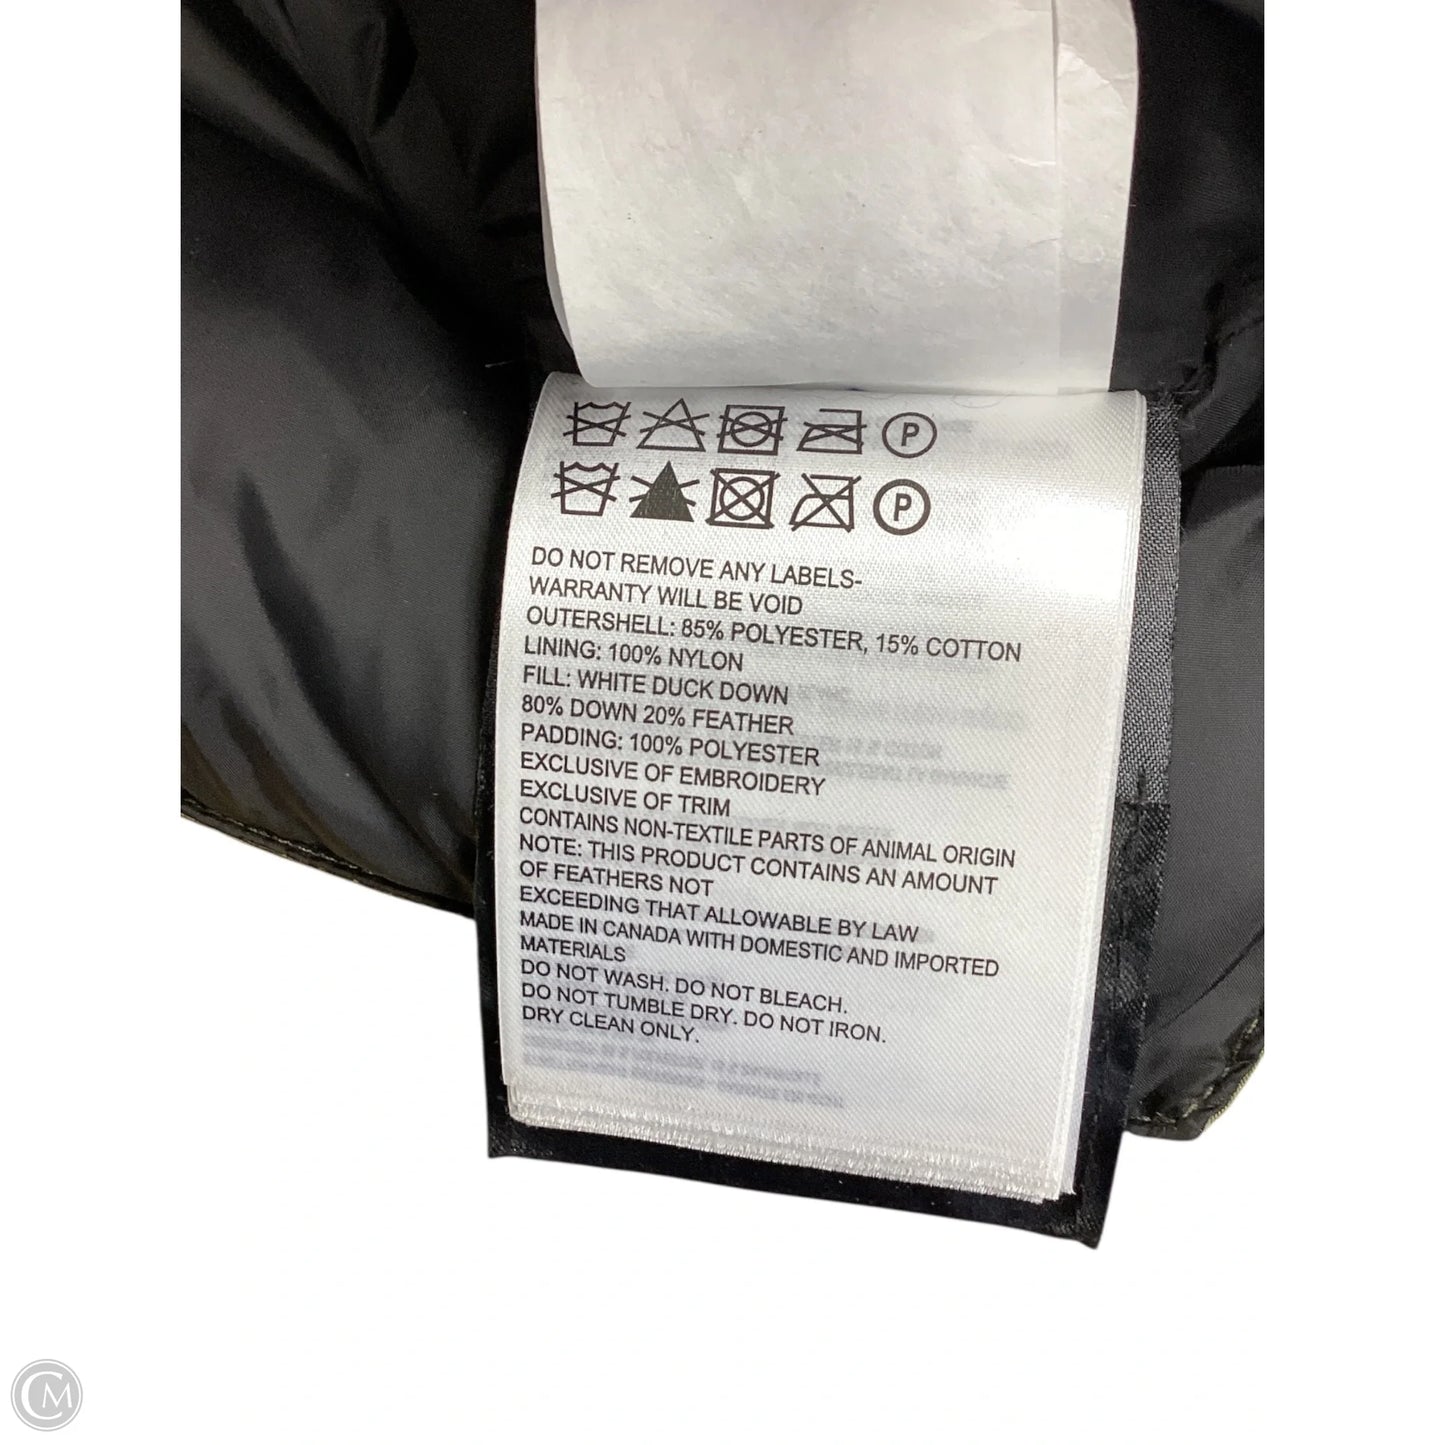 P
P
DO NOT REMOVE ANY LABELS-
WARRANTY WILL BE VOID
OUTERSHELL: 85% POLYESTER, 15% COTTON
LINING: 100% NYLON
FILL: WHITE DUCK DOWN
80% DOWN 20% FEATHER
PADDING: 100% POLYESTER
EXCLUSIVE OF EMBROIDERY
EXCLUSIVE OF TRIM
CONTAINS NON-TEXTILE PARTS OF ANIMAL ORIGIN
NOTE: THIS PRODUCT CONTAINS AN AMOUNT
OF FEATHERS NOT
EXCEEDING THAT ALLOWABLE BY LAW
MADE IN CANADA WITH DOMESTIC AND IMPORTED
MATERIALS
DO NOT WASH. DO NOT BLEACH.
DO NOT TUMBLE DRY. DO NOT IRON.
DRY CLEAN ONLY.
CM